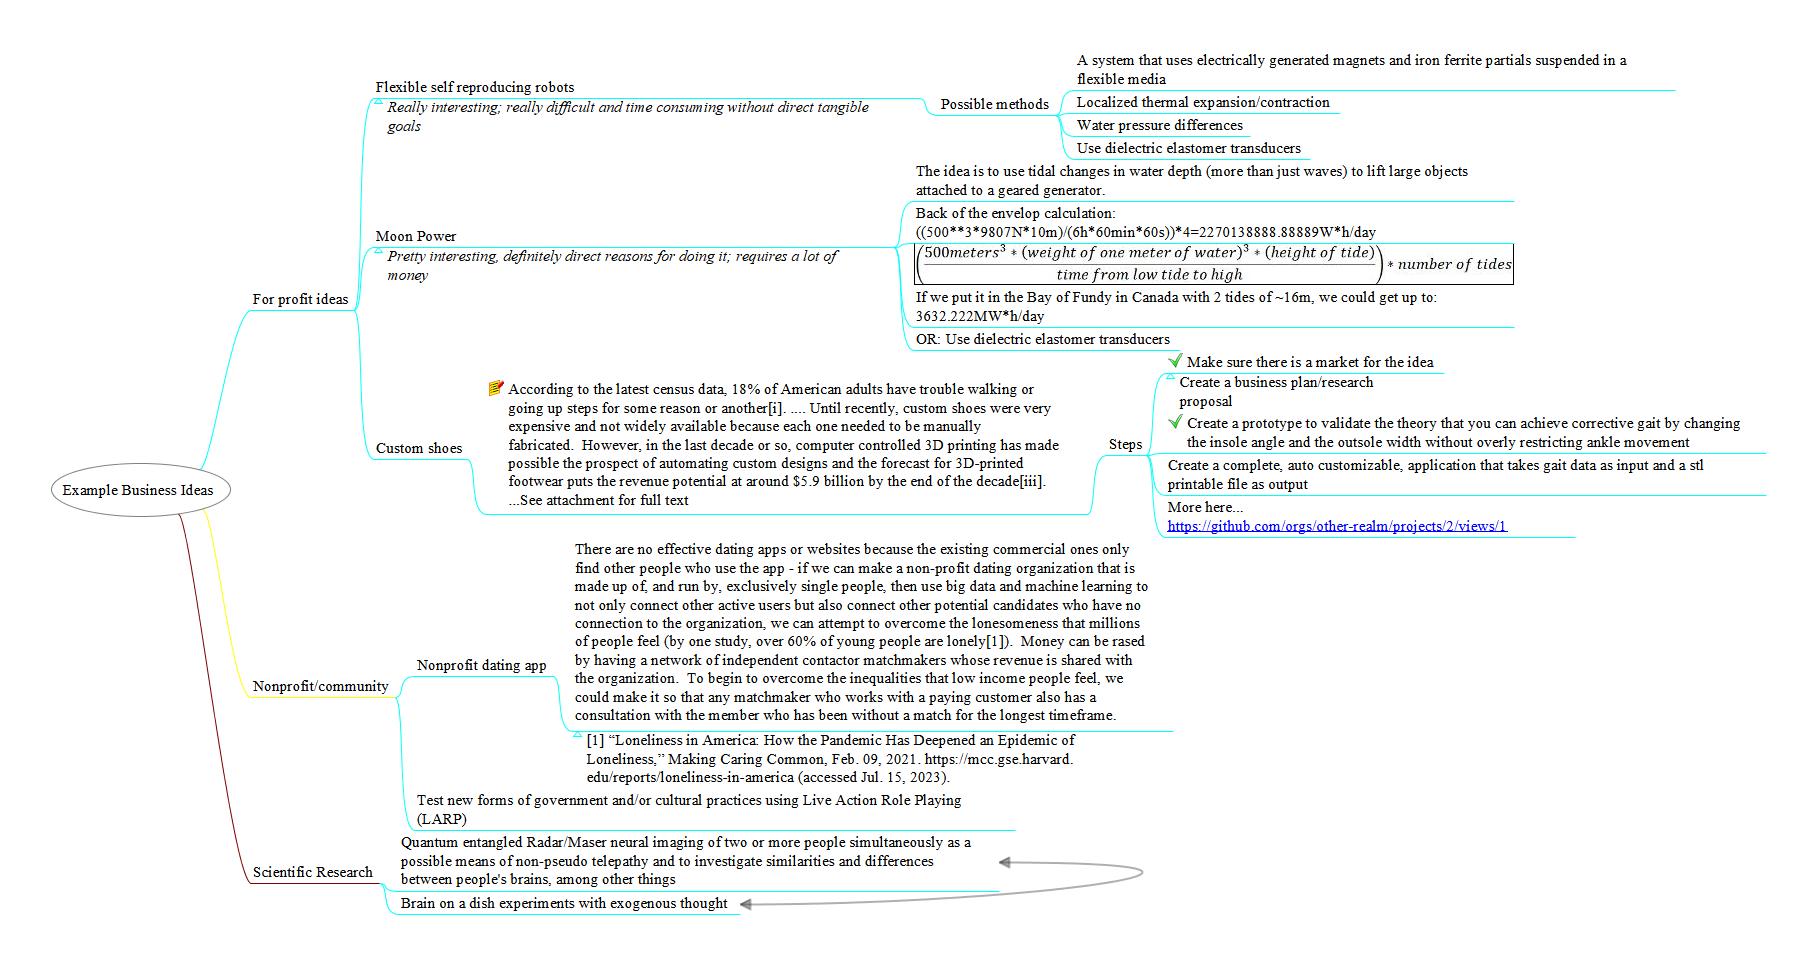 Example Business Ideas
For profit ideas
Flexible self reproducing robots
Really interesting; really difficult and time consuming without direct tangible
goals
Possible methods
A system that uses electrically generated magnets and iron ferrite partials suspended in a
flexible media
Localized thermal expansion/contraction
Water pressure differences
Use dielectric elastomer transducers
Moon Power
Pretty interesting, definitely direct reasons for doing it; requires a lot of
money
The idea is to use tidal changes in water depth (more than just waves) to lift large objects
attached to a geared generator.
Back of the envelop calculation:
((500**3*9807N*10m)/(6h*60min*60s))*4=2270138888.88889W*h/day
(500meters³ * (weight of one meter of water)³ * (height of tide)
time from low tide to high) * number of tides
If we put it in the Bay of Fundy in Canada with 2 tides of ~16m, we could get up to:
3632.222MW*h/day
OR: Use dielectric elastomer transducers
Custom shoes
According to the latest census data, 18% of American adults have trouble walking or
going up steps for some reason or another[i]. .... Until recently, custom shoes were very
expensive and not widely available because each one needed to be manually
fabricated.  However, in the last decade or so, computer controlled 3D printing has made
possible the prospect of automating custom designs and the forecast for 3D-printed
footwear puts the revenue potential at around $5.9 billion by the end of the decade[iii].
...See attachment for full text
Steps
Make sure there is a market for the idea
Create a business plan/research
proposal
Create a prototype to validate the theory that you can achieve corrective gait by changing
the insole angle and the outsole width without overly restricting ankle movement
Create a complete, auto customizable, application that takes gait data as input and a stl
printable file as output
More here...
https://github.com/orgs/other-realm/projects/2/views/1
Nonprofit/community
Nonprofit dating app
There are no effective dating apps or websites because the existing commercial ones only
find other people who use the app - if we can make a non-profit dating organization that is
made up of, and run by, exclusively single people, then use big data and machine learning to
not only connect other active users but also connect other potential candidates who have no
connection to the organization, we can attempt to overcome the lonesomeness that millions
of people feel (by one study, over 60% of young people are lonely[1]).  Money can be rased
by having a network of independent contactor matchmakers whose revenue is shared with
the organization.  To begin to overcome the inequalities that low income people feel, we
could make it so that any matchmaker who works with a paying customer also has a
consultation with the member who has been without a match for the longest timeframe.
[1] “Loneliness in America: How the Pandemic Has Deepened an Epidemic of
Loneliness,” Making Caring Common, Feb. 09, 2021. https://mcc.gse.harvard.
edu/reports/loneliness-in-america (accessed Jul. 15, 2023).
Test new forms of government and/or cultural practices using Live Action Role Playing
(LARP)
Scientific Research
Quantum entangled Radar/Maser neural imaging of two or more people simultaneously as a
possible means of non-pseudo telepathy and to investigate similarities and differences
between people's brains, among other things
Brain on a dish experiments with exogenous thought